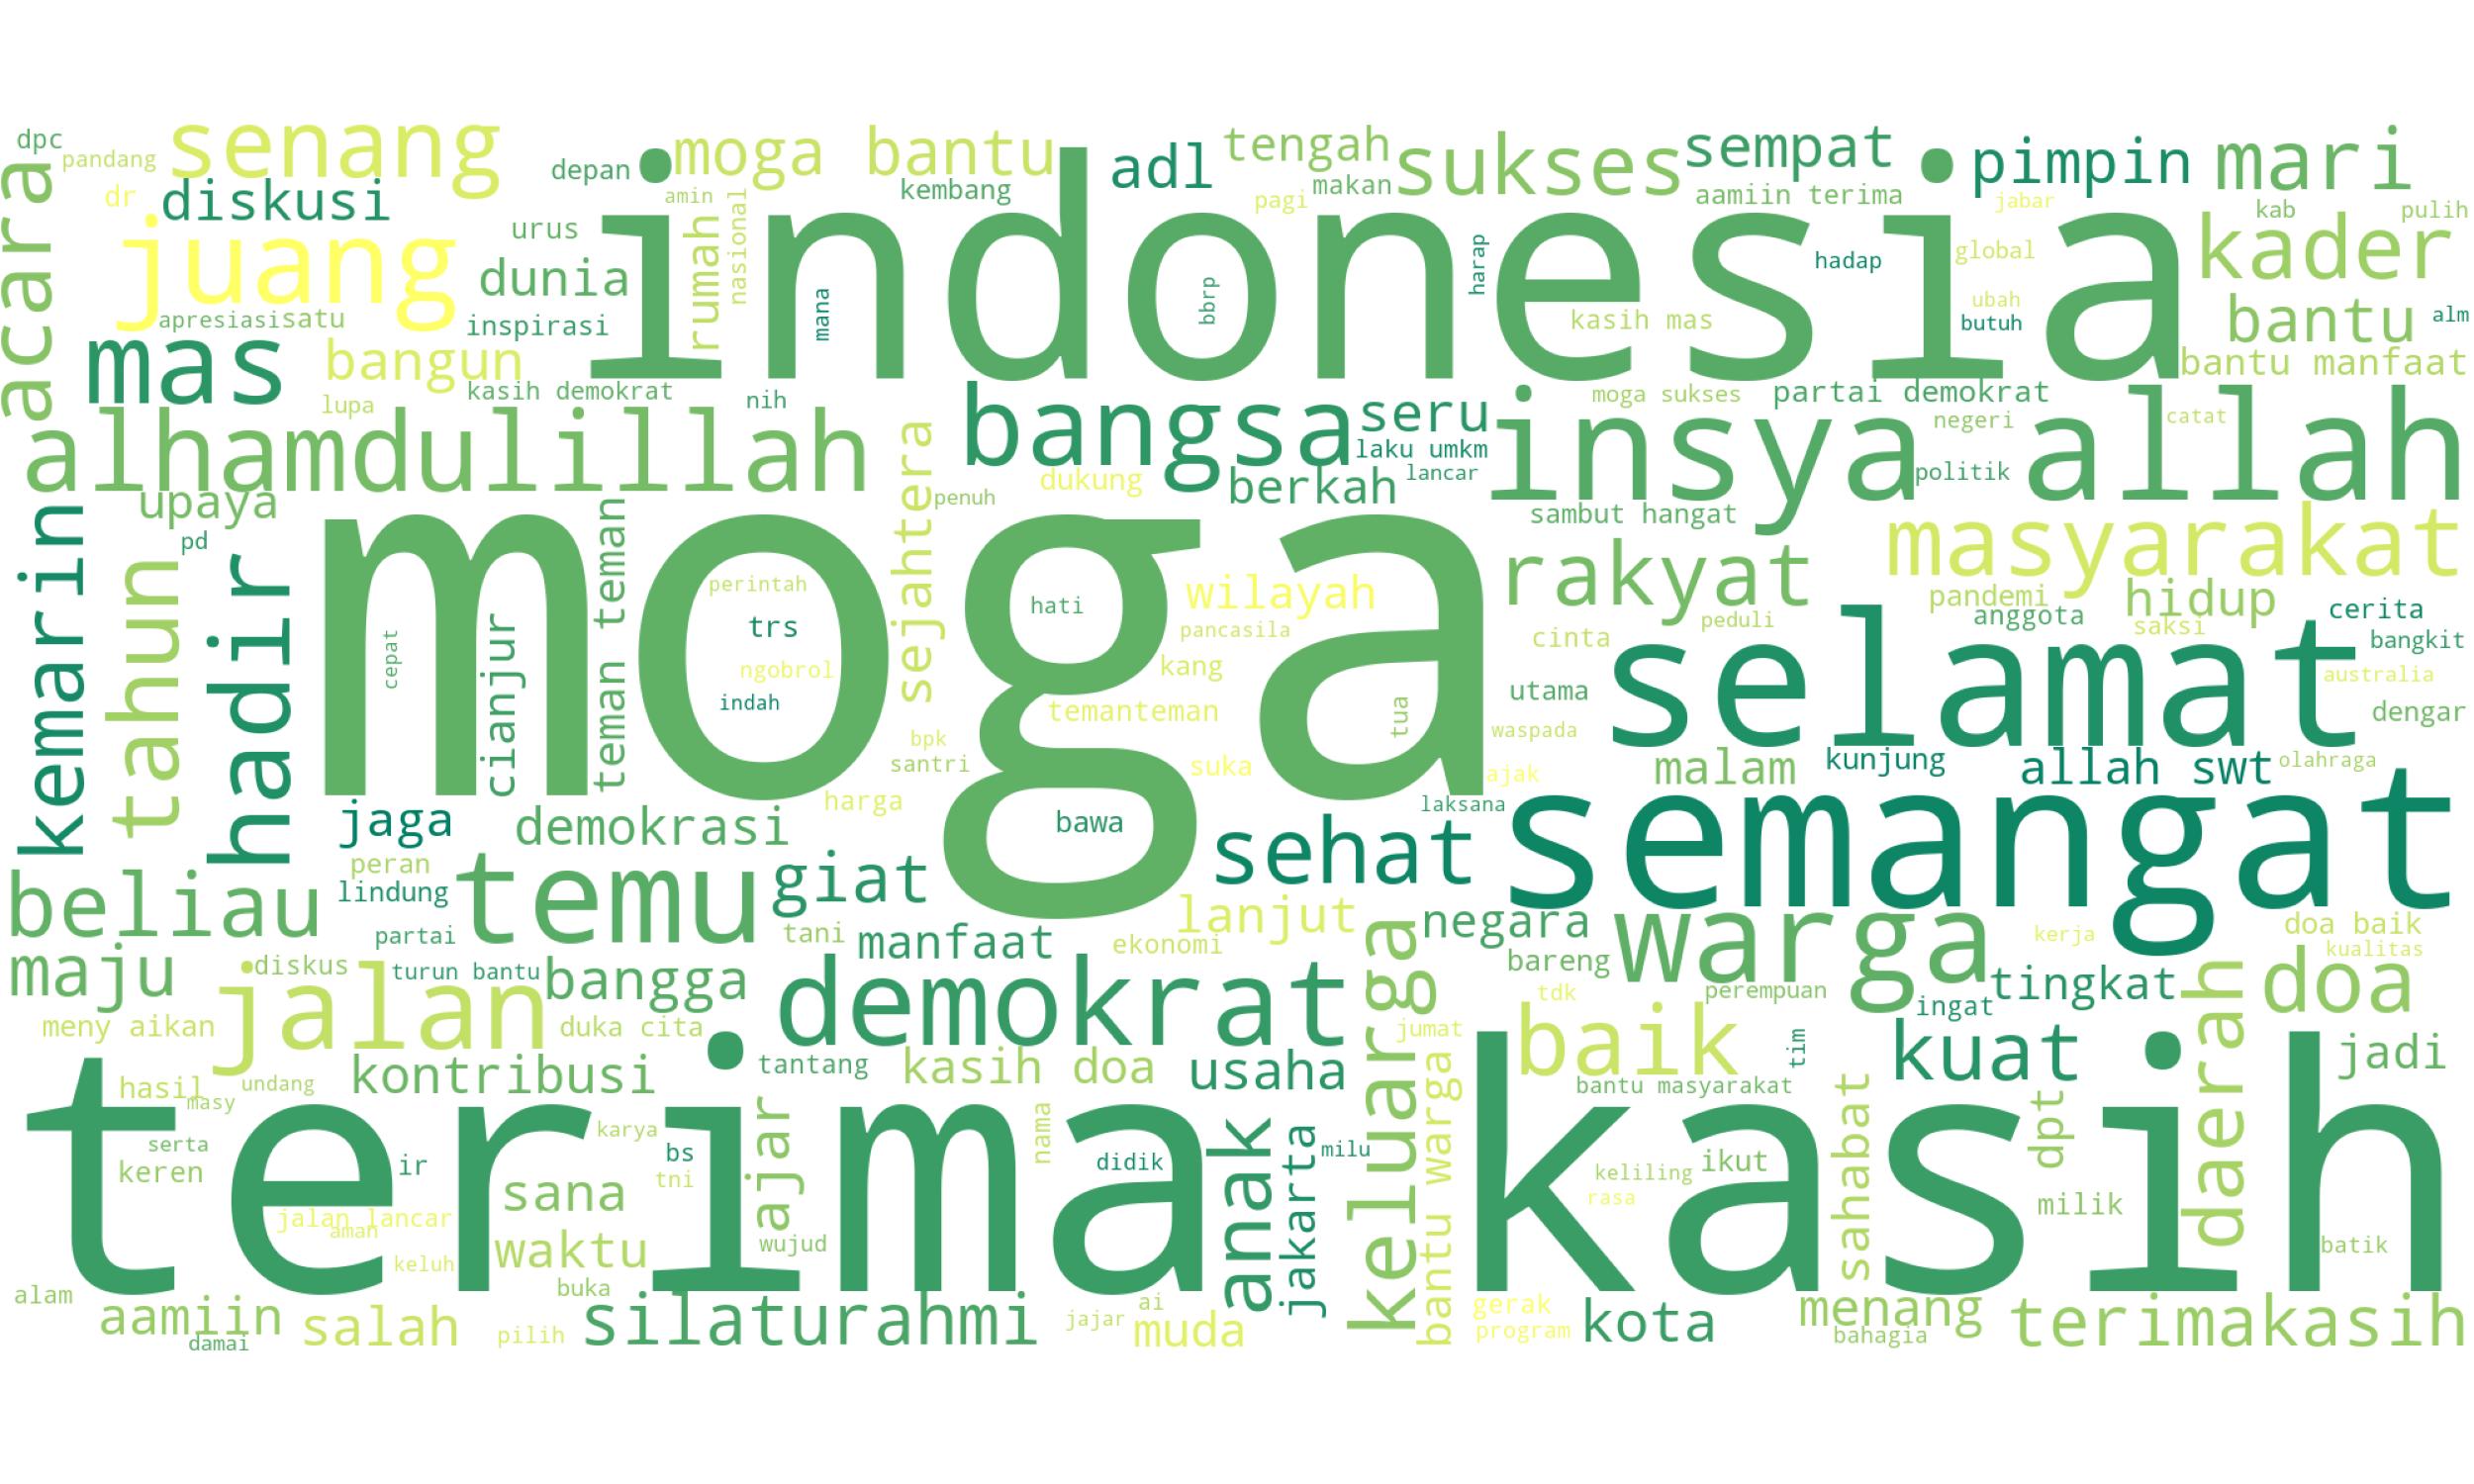 dpc
pandang
senang
depan
moga bantu
adl
tengah
sukses
sempat
pimpin
mari
acara
dr
diskusi
amin
kembang
pagi
makan
aamiin terima
jabar
kab
pulih
juang
urus
dunia
rumah
nasional
indonesia
mana
bbrp
harap
hadap
global
kader
apresiasi
satu
inspirasi
kasih mas
ubah
butuh
bantu
alm
mas
bangun
bantu manfaat
kasih demokrat
lupa
nih
bangsa
seru
moga sukses
partai demokrat
negeri
catat
alhamdulillah
laku umkm
insya allah
lancar
politik
dukung
berkah
penuh
sejahtera
upaya
sambut hangat
kemarin
pd
tahun
hadir
moga
teman teman
rakyat
masyarakat
perintah
hati
wilayah
pandemi
hidup
cerita
trs
pancasila
peduli
anggota
saksi
cepat
cianjur
ngobrol
kang
cinta
selamat
bangkit
australia
indah
temanteman
tua
utama
dengar
bpk
waspada
santri
suka
ajak
malam
kunjung
allah swt
olahraga
harga
laksana
jaga
demokrasi
bawa
sehat
semangat
peran
lindung
temu
giat
beliau
partai
tani
manfaat
ekonomi
lanjut
negara
warga
kerja
doa baik
kualitas
maju
diskus
turun bantu
bangga
keluarga
bareng
tingkat
doa
jalan
demokrat
tdk
perempuan
ingat
daerah
meny aikan
duka cita
jumat
baik
tim
kuat
jadi
kontribusi
tantang
kasih doa
usaha
bantu masyarakat
hasil
undang
masy
terima kasih
karya
wajar
nama
anak
jakarta
bantu warga
sahabat
dpt
serta
keren
ir
bs
tni
didik
milu
keliling
ikut
rasa
sana
milik
jalan lancar
aman
waktu
wujud
keluh
batik
alam
buka
aamiin
damai
salah
pilih
silaturahmi
jajar
ai
muda
gerak
program
kota
menang
bahagia
terimakasih